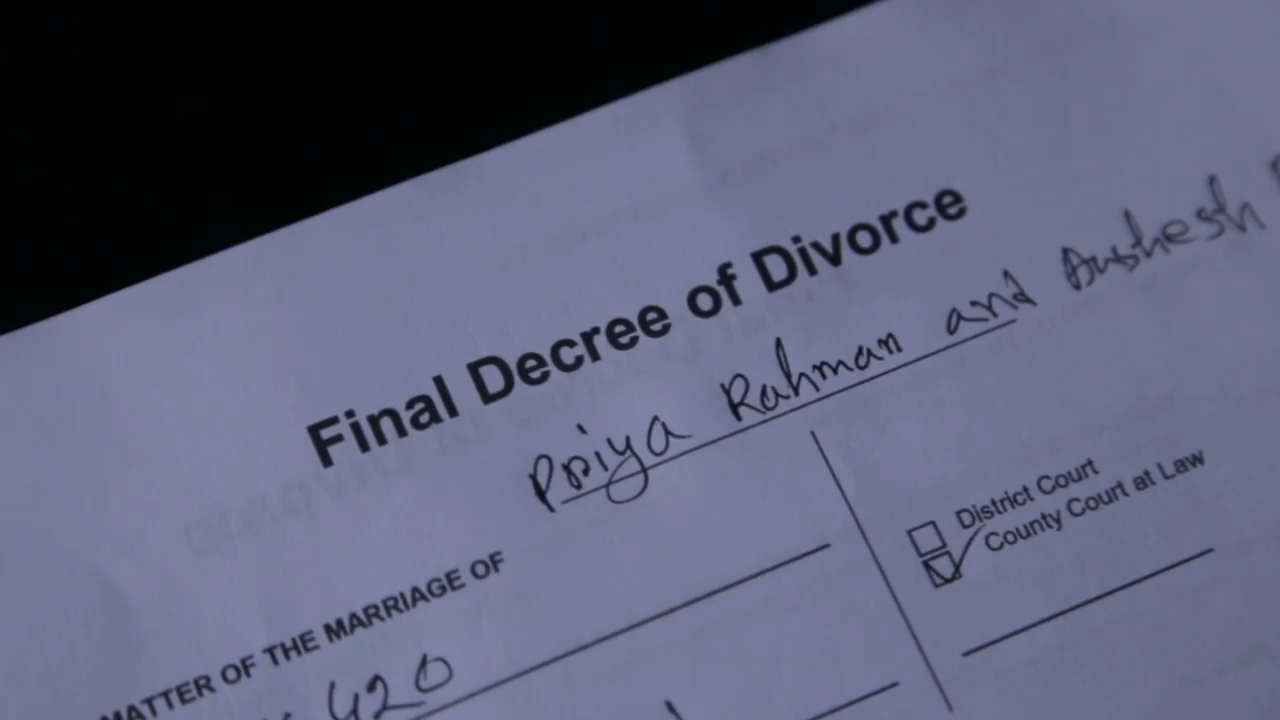 Final Decree of Divorce
Priya Rahman and
District Court
County Court at Law
MATTER OF THE MARRIAGE OF
420